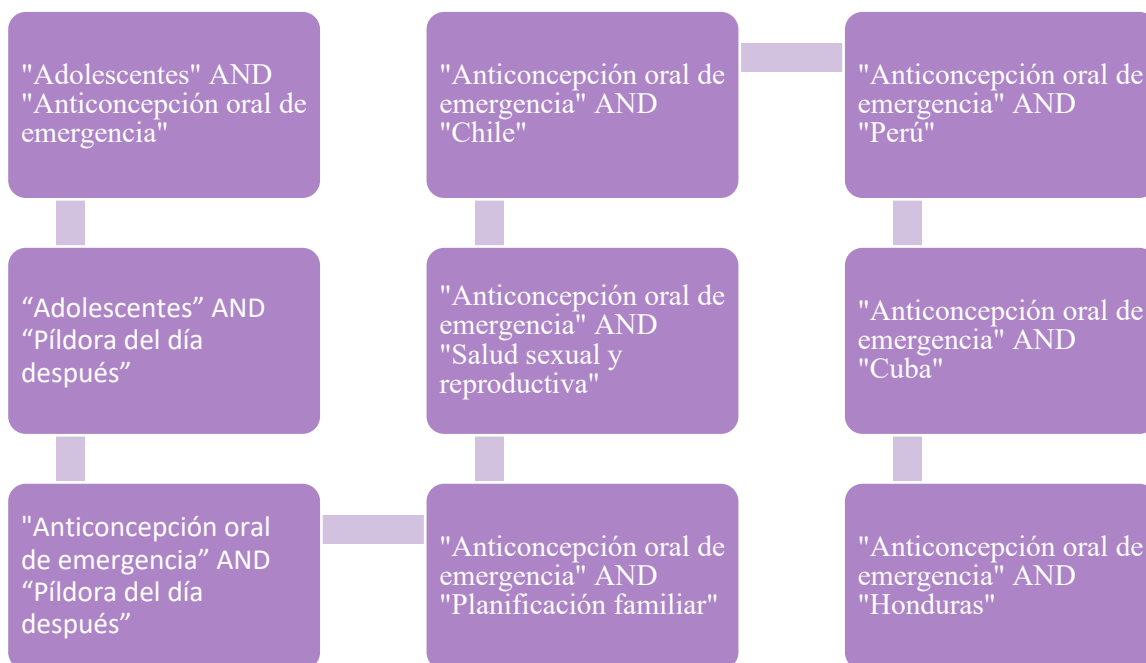 "Adolescentes" AND
"Anticoncepción oral de
emergencia"
“Adolescentes” AND
“Píldora del día
después”
"Anticoncepción oral
de emergencia” AND
“Píldora del día
después”
"Anticoncepción oral de
emergencia" AND
"Planificación familiar"
"Anticoncepción oral de
emergencia" AND
"Salud sexual y
reproductiva"
"Anticoncepción oral de
emergencia" AND
"Chile"
"Anticoncepción oral de
emergencia" AND
"Perú"
"Anticoncepción oral de
emergencia" AND
"Cuba"
"Anticoncepción oral de
emergencia" AND
"Honduras"